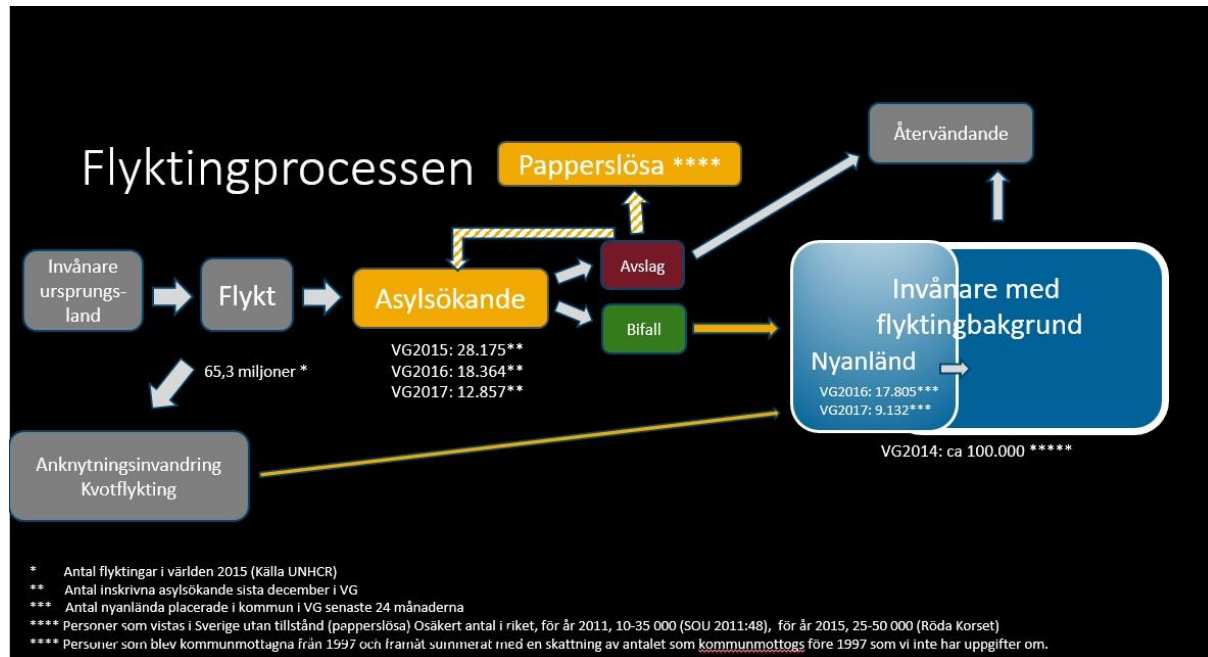 Flyktingprocessen
Papperslösa ****
Återvändande
Invånare
ursprungs-
land
Flykt
Asylsökande
Avslag
Bifall
Invånare med
flyktingbakgrund
Nyanländ
VG2016: 17.805***
VG2017: 9.132***
VG2015: 28.175**
VG2016: 18.364**
VG2017: 12.857**
65,3 miljoner *
VG2014: ca 100.000 *****
Anknytningsinvandring
Kvotflykting
* Antal flyktingar i världen 2015 (Källa UNHCR)
** Antal inskrivna asylsökande sista december i VG
*** Antal nyanlända placerade i kommun i VG senaste 24 månaderna
**** Personer som vistas i Sverige utan tillstånd (papperslösa) Osäkert antal i riket, för år 2011, 10-35 000 (SOU 2011:48), för år 2015, 25-50 000 (Röda Korset)
**** Personer som blev kommunmottagna från 1997 och framåt summerat med en skattning av antalet som kommunmottogs före 1997 som vi inte har uppgifter om.